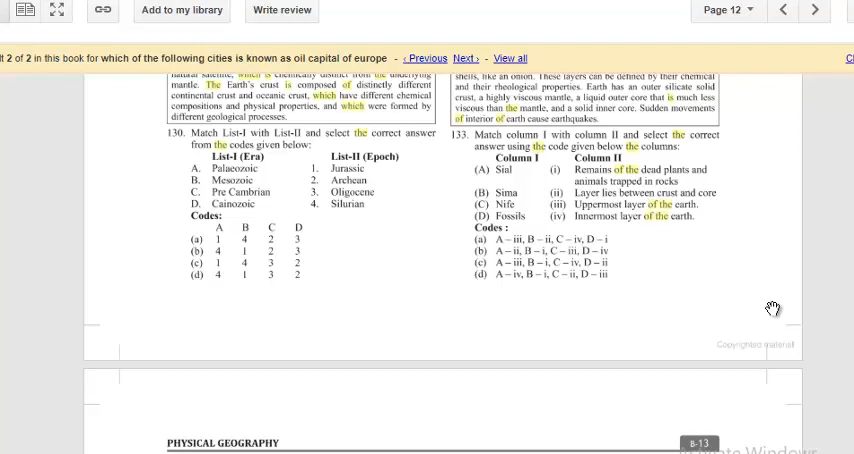 Add to my library
Write review
Page 12
lt 2 of 2 in this book for which of the following cities is known as oil capital of europe - ‹ Previous Next › - View all
natural satellite, which is chemically distinct from the underlying
mantle. The Earth's crust is composed of distinctly different
continental crust and oceanic crust, which have different chemical
compositions and physical properties, and which were formed by
different geological processes.
130. Match List-I with List-II and select the correct answer
from the codes given below:
List-I (Era) List-II (Epoch)
A. Palaeozoic 1. Jurassic
B. Mesozoic 2. Archean
C. Pre Cambrian 3. Oligocene
D. Cainozoic 4. Silurian
Codes:
A B C D
(a) 1 4 2 3
(b) 4 1 2 3
(c) 1 4 3 2
(d) 4 1 3 2
shells, like an onion. These layers can be defined by their chemical
and their rheological properties. Earth has an outer silicate solid
crust, a highly viscous mantle, a liquid outer core that is much less
viscous than the mantle, and a solid inner core. Sudden movements
of interior of earth cause earthquakes.
133. Match column I with column II and select the correct
answer using the code given below the columns:
Column I Column II
(A) Sial (i) Remains of the dead plants and
animals trapped in rocks
(B) Sima (ii) Layer lies between crust and core
(C) Nife (iii) Uppermost layer of the earth.
(D) Fossils (iv) Innermost layer of the earth.
Codes :
(a) A – iii, B – ii, C – iv, D – i
(b) A – ii, B – i, C – iii, D – iv
(c) A – iii, B – i, C – iv, D – ii
(d) A – iv, B – i, C – ii, D – iii
Copyrighted material
PHYSICAL GEOGRAPHY
B-13